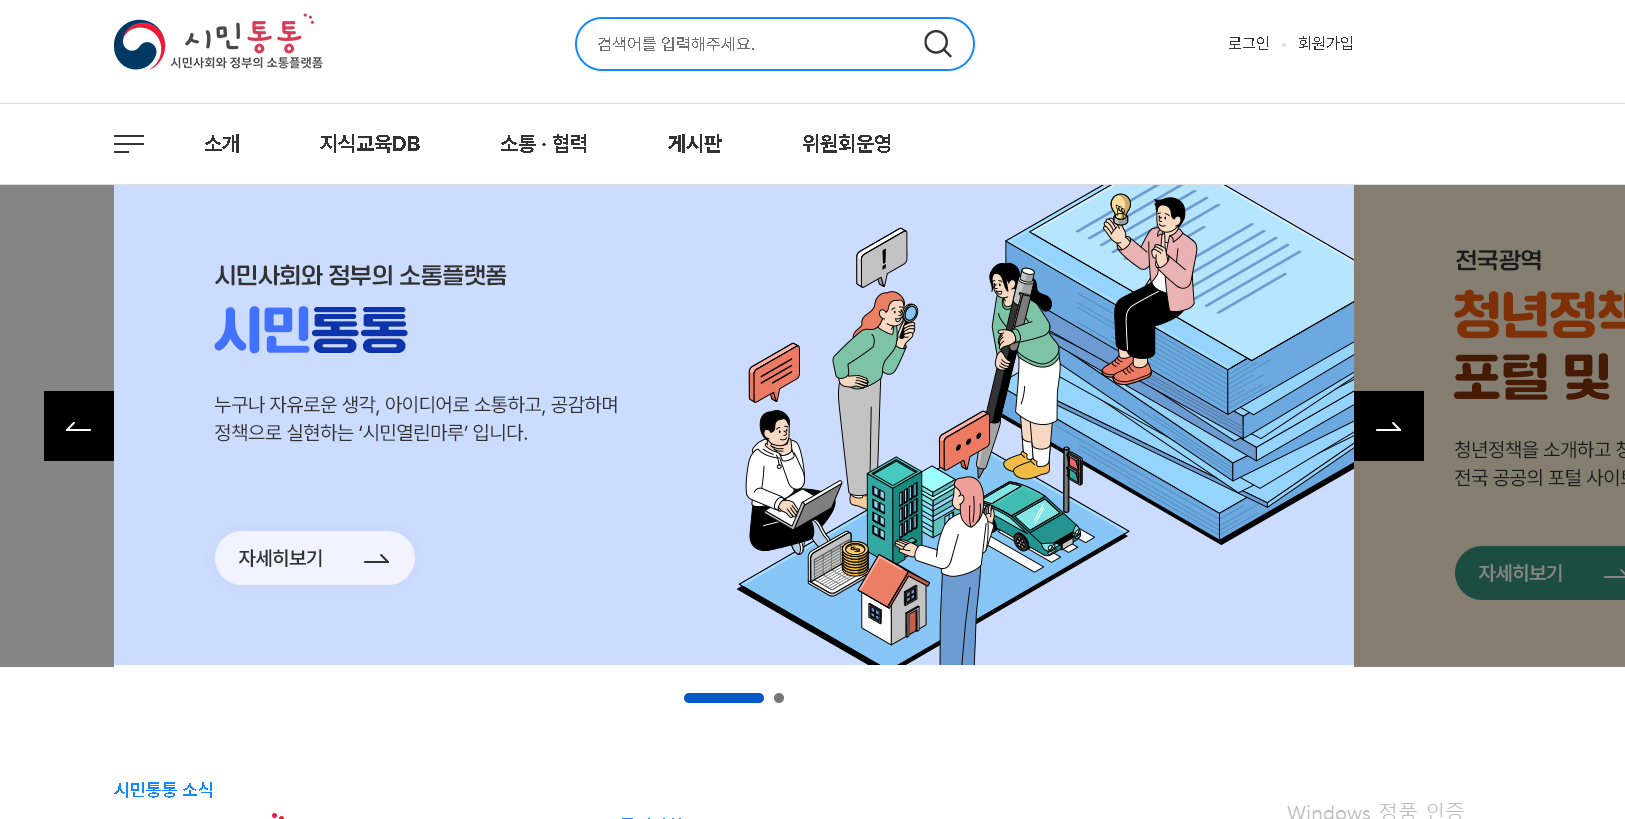 시민통통
시민사회와 정부의 소통플랫폼
검색어를 입력해주세요.
로그인
회원가입
소개
지식교육DB
소통 · 협력
게시판
위원회운영
시민사회와 정부의 소통플랫폼
시민통통
누구나 자유로운 생각, 아이디어로 소통하고, 공감하며
정책으로 실현하는 ‘시민열린마루’ 입니다.
자세히보기
!
전국광역
청년정책
포털 및
청년정책을 소개하고
전국 공공의 포털 사이트
자세히보기
시민통통 소식
Windows 정품 인증